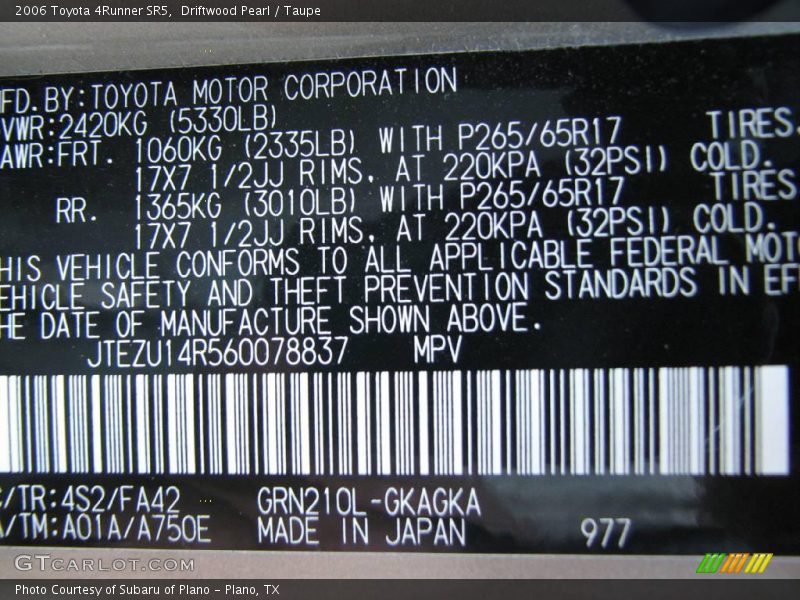 2006 Toyota 4Runner SR5, Driftwood Pearl / Taupe
FD.BY:TOYOTA MOTOR CORPORATION
VWR:2420KG (5330LB)
AWR:FRT. 1060KG (2335LB) WITH P265/65R17 TIRES.
17X7 1/2JJ RIMS, AT 220KPA (32PSI) COLD.
RR. 1365KG (3010LB) WITH P265/65R17 TIRES
17X7 1/2JJ RIMS, AT 220KPA (32PSI) COLD.
HIS VEHICLE CONFORMS TO ALL APPLICABLE FEDERAL MOTO
EHICLE SAFETY AND THEFT PREVENTION STANDARDS IN EFF
HE DATE OF MANUFACTURE SHOWN ABOVE.
JTEZU14R560078837 MPV
C/TR:4S2/FA42 GRN210L-GKAGKA
A/TM:A01A/A750E MADE IN JAPAN 977
GTCARLOT.COM
Photo Courtesy of Subaru of Plano - Plano, TX